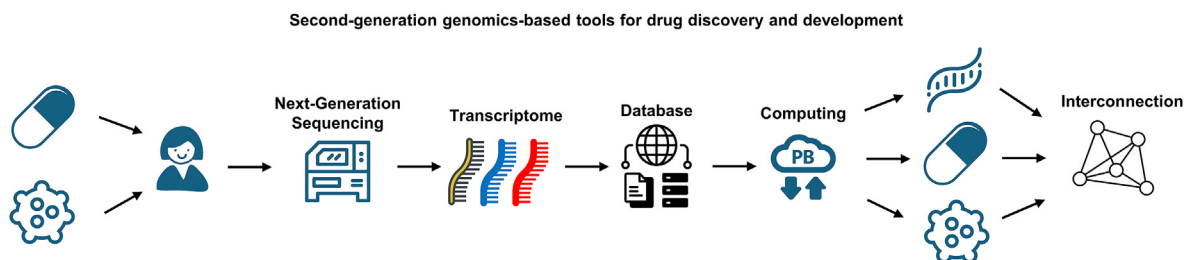 Second-generation genomics-based tools for drug discovery and development
Next-Generation
Sequencing
Transcriptome
Database
Computing
PB
Interconnection